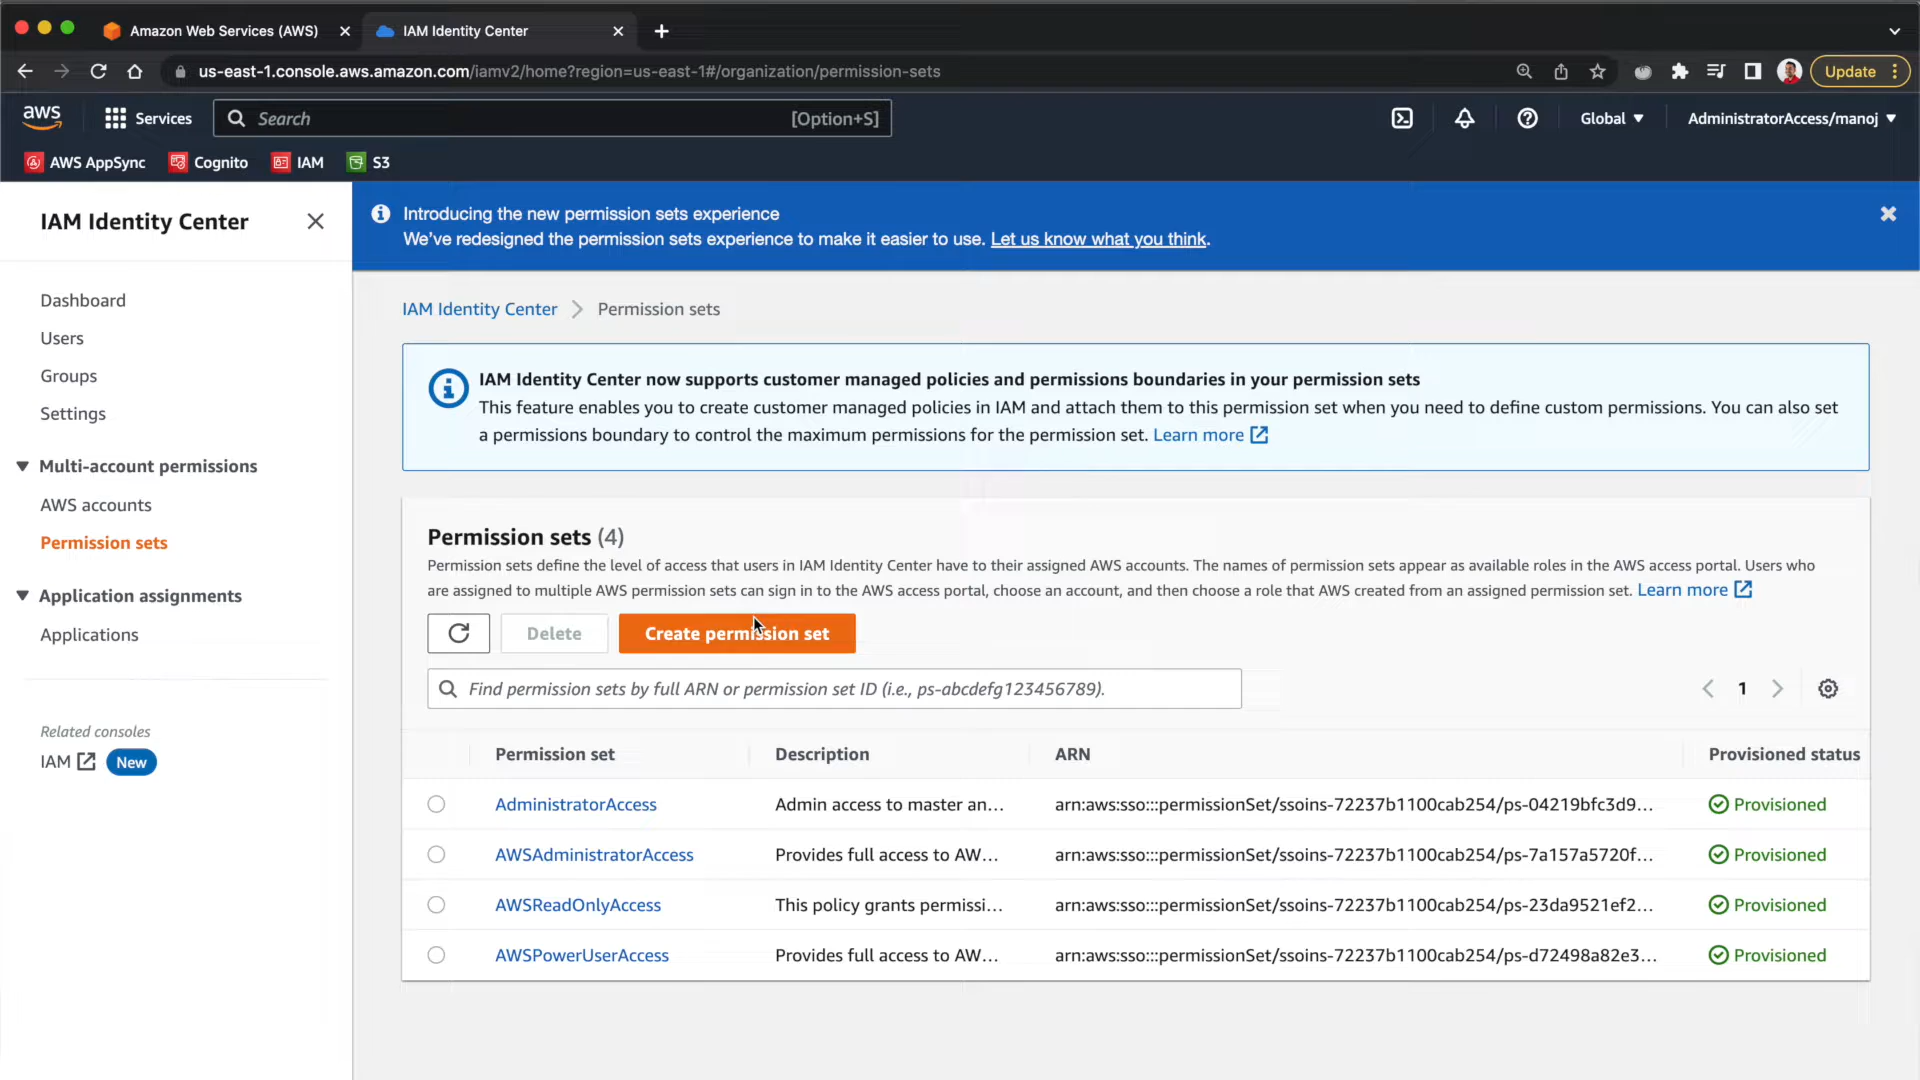 Amazon Web Services (AWS)
IAM Identity Center
us-east-1.console.aws.amazon.com/iamv2/home?region=us-east-1#/organization/permission-sets
Update
aws
Services
Search
[Option+S]
Global
AdministratorAccess/manoj
AWS AppSync
Cognito
IAM
S3
IAM Identity Center
Dashboard
Users
Groups
Settings
Multi-account permissions
AWS accounts
Permission sets
Application assignments
Applications
Related consoles
IAM New
Introducing the new permission sets experience
We've redesigned the permission sets experience to make it easier to use. Let us know what you think.
IAM Identity Center > Permission sets
IAM Identity Center now supports customer managed policies and permissions boundaries in your permission sets
This feature enables you to create customer managed policies in IAM and attach them to this permission set when you need to define custom permissions. You can also set
a permissions boundary to control the maximum permissions for the permission set. Learn more
Permission sets (4)
Permission sets define the level of access that users in IAM Identity Center have to their assigned AWS accounts. The names of permission sets appear as available roles in the AWS access portal. Users who
are assigned to multiple AWS permission sets can sign in to the AWS access portal, choose an account, and then choose a role that AWS created from an assigned permission set. Learn more
Delete
Create permission set
Find permission sets by full ARN or permission set ID (i.e., ps-abcdefg123456789).
1
Permission set Description ARN Provisioned status
AdministratorAccess Admin access to master an... arn:aws:sso:::permissionSet/ssoins-72237b1100cab254/ps-04219bfc3d9... Provisioned
AWSAdministratorAccess Provides full access to AW... arn:aws:sso:::permissionSet/ssoins-72237b1100cab254/ps-7a157a5720f... Provisioned
AWSReadOnlyAccess This policy grants permissi... arn:aws:sso:::permissionSet/ssoins-72237b1100cab254/ps-23da9521ef2... Provisioned
AWSPowerUserAccess Provides full access to AW... arn:aws:sso:::permissionSet/ssoins-72237b1100cab254/ps-d72498a82e3... Provisioned